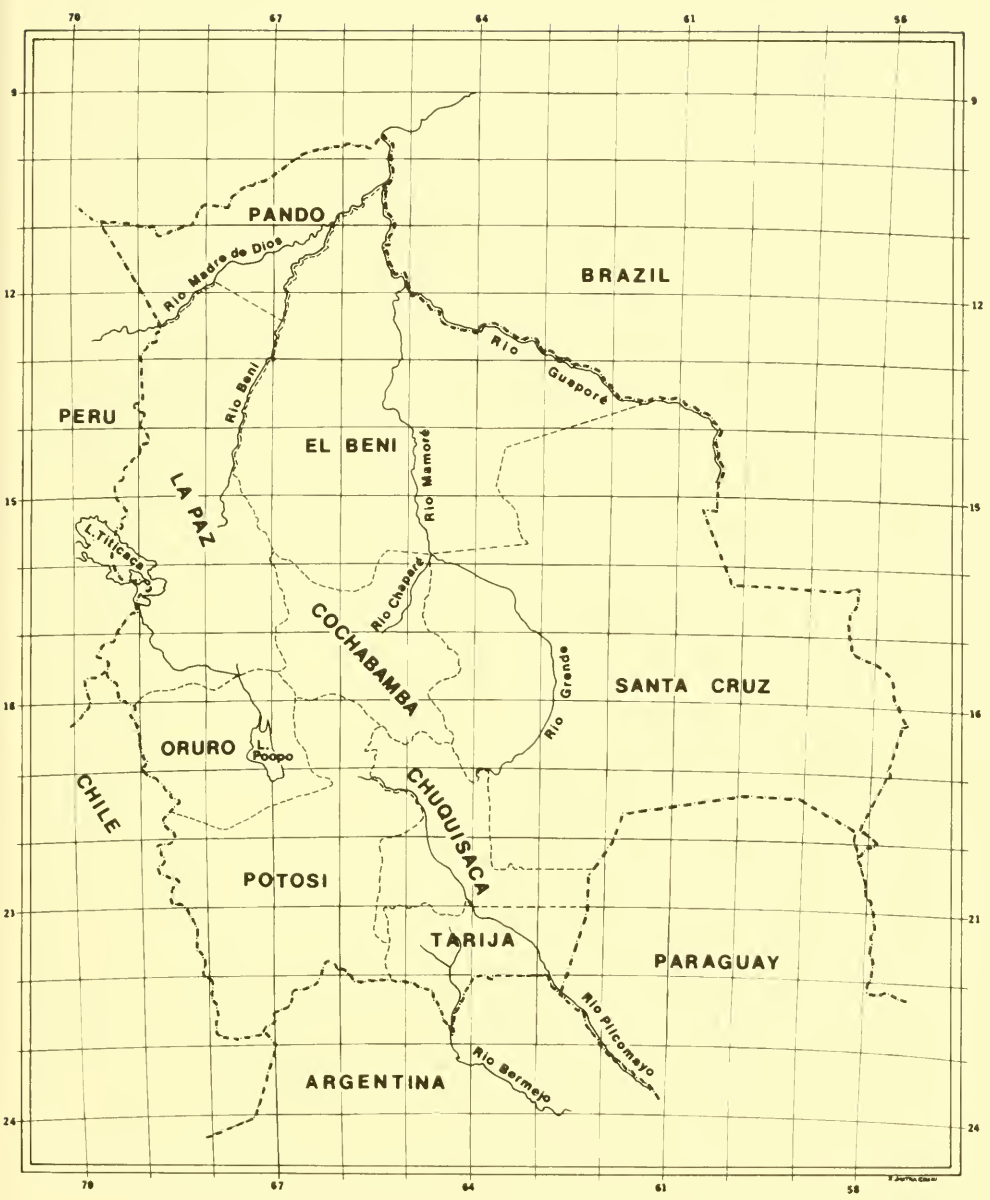 70 67 64 61 58
9 9
PANDO
Rio Madre de Dios
BRAZIL
12 12
Rio Guaporé
Rio Beni
PERU
EL BENI
Rio Mamoré
LA PAZ
15 15
L. Titicaca
Rio Chaparé
COCHABAMBA
Rio Grende
SANTA CRUZ
18 16
ORURO
L. Poopo
CHILE
CHUQUISACA
POTOSI
21 21
TARIJA
PARAGUAY
Rio Pilcomayo
Rio Bermejo
ARGENTINA
24 24
70 67 64 61 58